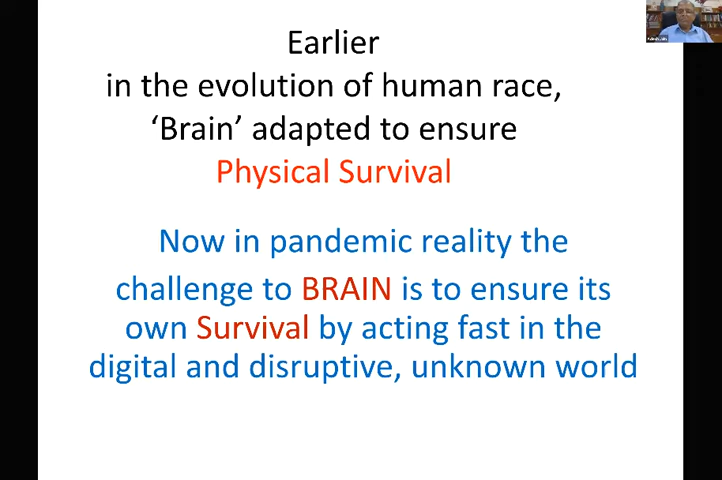 Earlier
in the evolution of human race,
‘Brain’ adapted to ensure
Physical Survival
Now in pandemic reality the
challenge to BRAIN is to ensure its
own Survival by acting fast in the
digital and disruptive, unknown world